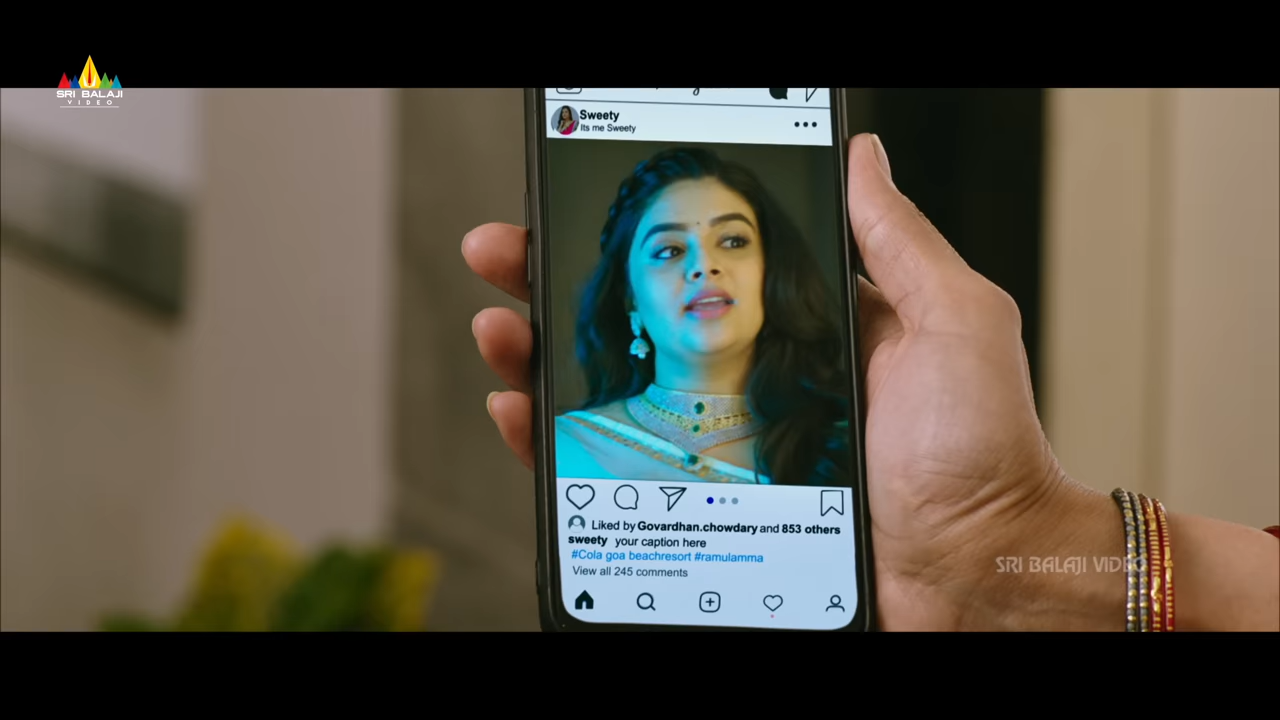 SRI BALAJI
VIDEO
Sweety
Its me Sweety
Liked by Govardhan.chowdary and 853 others
sweety your caption here
#Cola goa beachresort #ramulamma
View all 245 comments
SRI BALAJI VIDEO